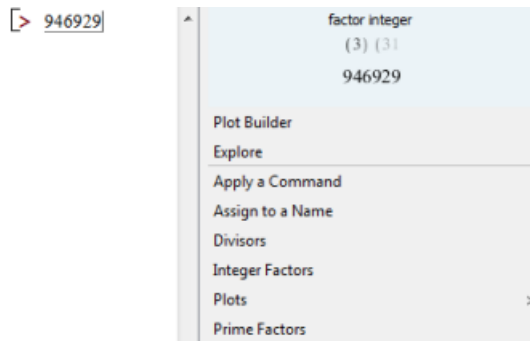 > 946929
factor integer
(3) (31
946929
Plot Builder
Explore
Apply a Command
Assign to a Name
Divisors
Integer Factors
Plots
Prime Factors